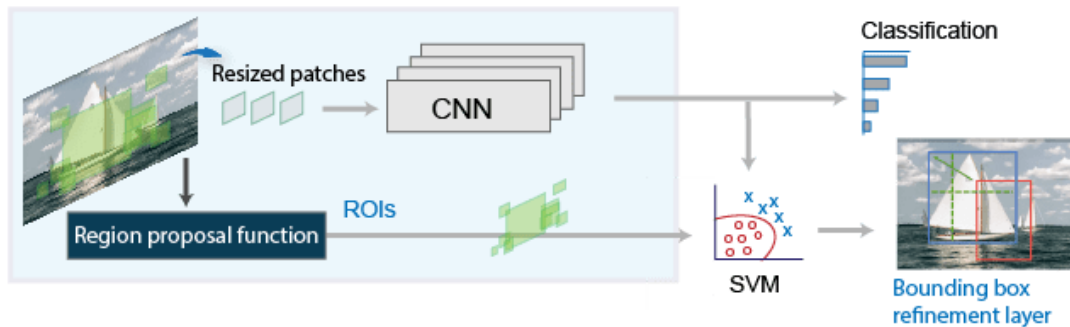 Classification
Resized patches
CNN
ROIs
Region proposal function
SVM
Bounding box
refinement layer